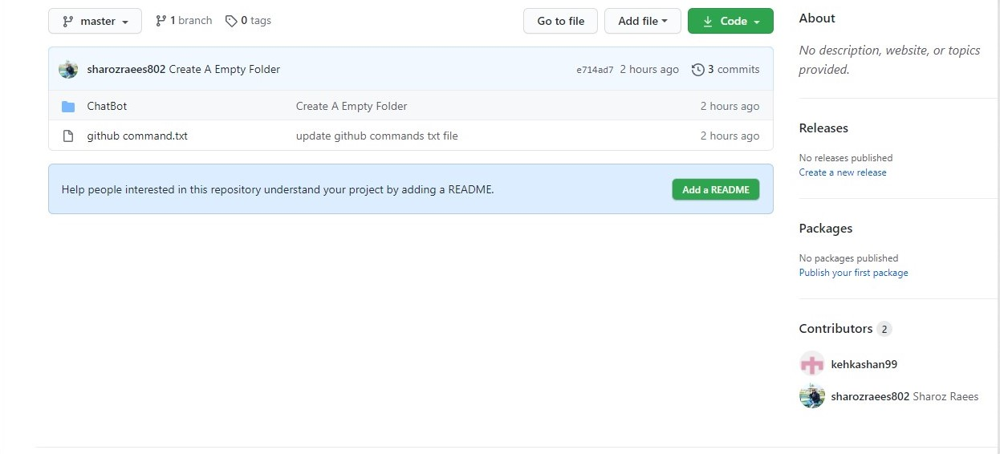 master 1 branch 0 tags Go to file Add file Code
sharozraees802 Create A Empty Folder e714ad7 2 hours ago 3 commits
ChatBot Create A Empty Folder 2 hours ago
github command.txt update github commands txt file 2 hours ago
Help people interested in this repository understand your project by adding a README. Add a README
About
No description, website, or topics
provided.
Releases
No releases published
Create a new release
Packages
No packages published
Publish your first package
Contributors 2
kehkashan99
sharozraees802 Sharoz Raees